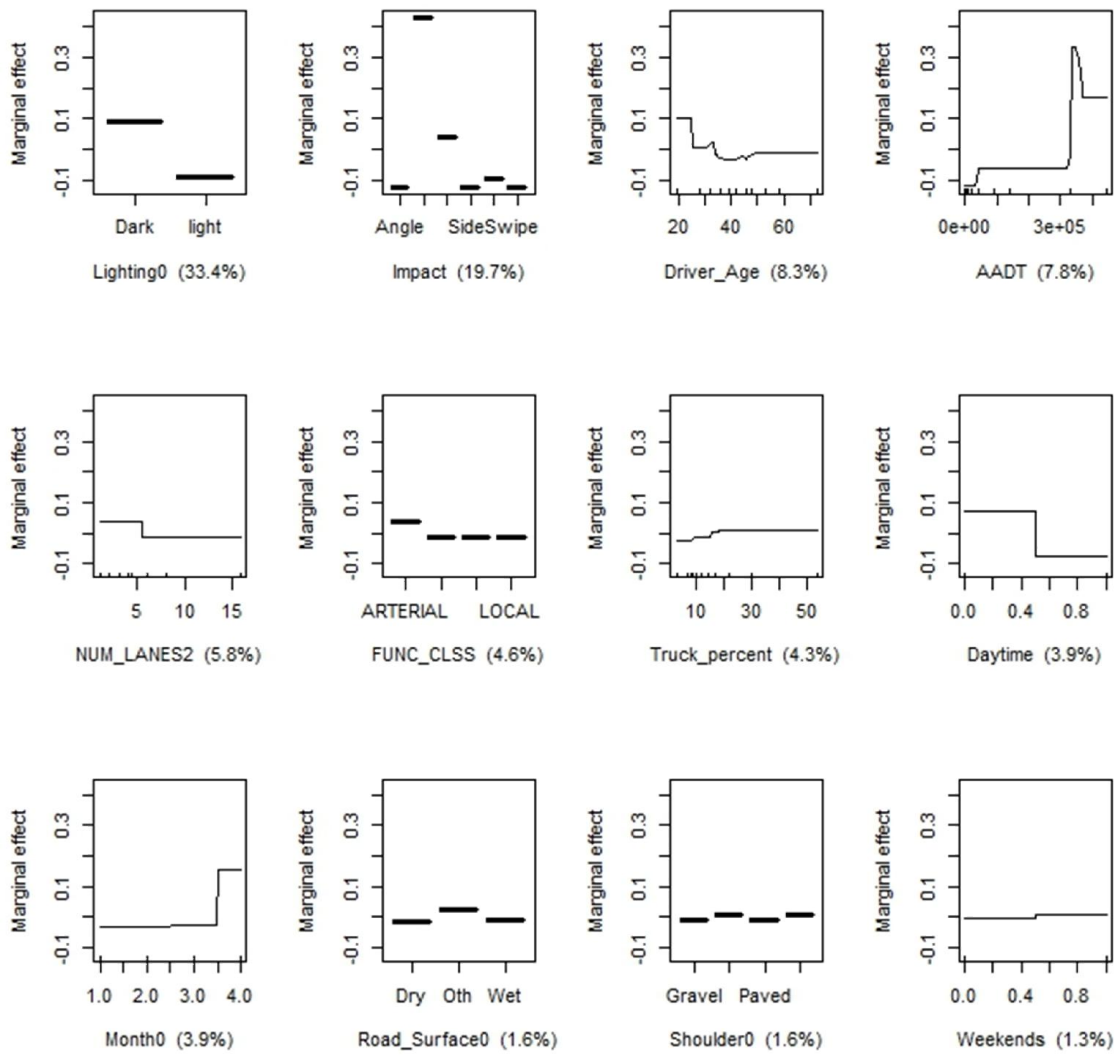 Marginal effect
-0.1 0.1 0.3
Dark light
Lighting0 (33.4%)
Marginal effect
-0.1 0.1 0.3
Angle SideSwipe
Impact (19.7%)
Marginal effect
-0.1 0.1 0.3
20 40 60
Driver_Age (8.3%)
Marginal effect
-0.1 0.1 0.3
0e+00 3e+05
AADT (7.8%)
Marginal effect
-0.1 0.1 0.3
5 10 15
NUM_LANES2 (5.8%)
Marginal effect
-0.1 0.1 0.3
ARTERIAL LOCAL
FUNC_CLSS (4.6%)
Marginal effect
-0.1 0.1 0.3
10 30 50
Truck_percent (4.3%)
Marginal effect
-0.1 0.1 0.3
0.0 0.4 0.8
Daytime (3.9%)
Marginal effect
-0.1 0.1 0.3
1.0 2.0 3.0 4.0
Month0 (3.9%)
Marginal effect
-0.1 0.1 0.3
Dry Oth Wet
Road_Surface0 (1.6%)
Marginal effect
-0.1 0.1 0.3
Gravel Paved
Shoulder0 (1.6%)
Marginal effect
-0.1 0.1 0.3
0.0 0.4 0.8
Weekends (1.3%)